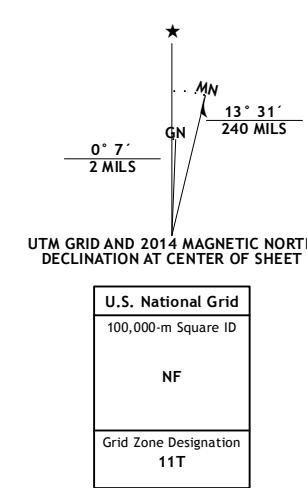 ★
MN
13° 31´
240 MILS
GN
0° 7´
2 MILS
UTM GRID AND 2014 MAGNETIC NORTH
DECLINATION AT CENTER OF SHEET
U.S. National Grid
100,000-m Square ID
NF
Grid Zone Designation
11T